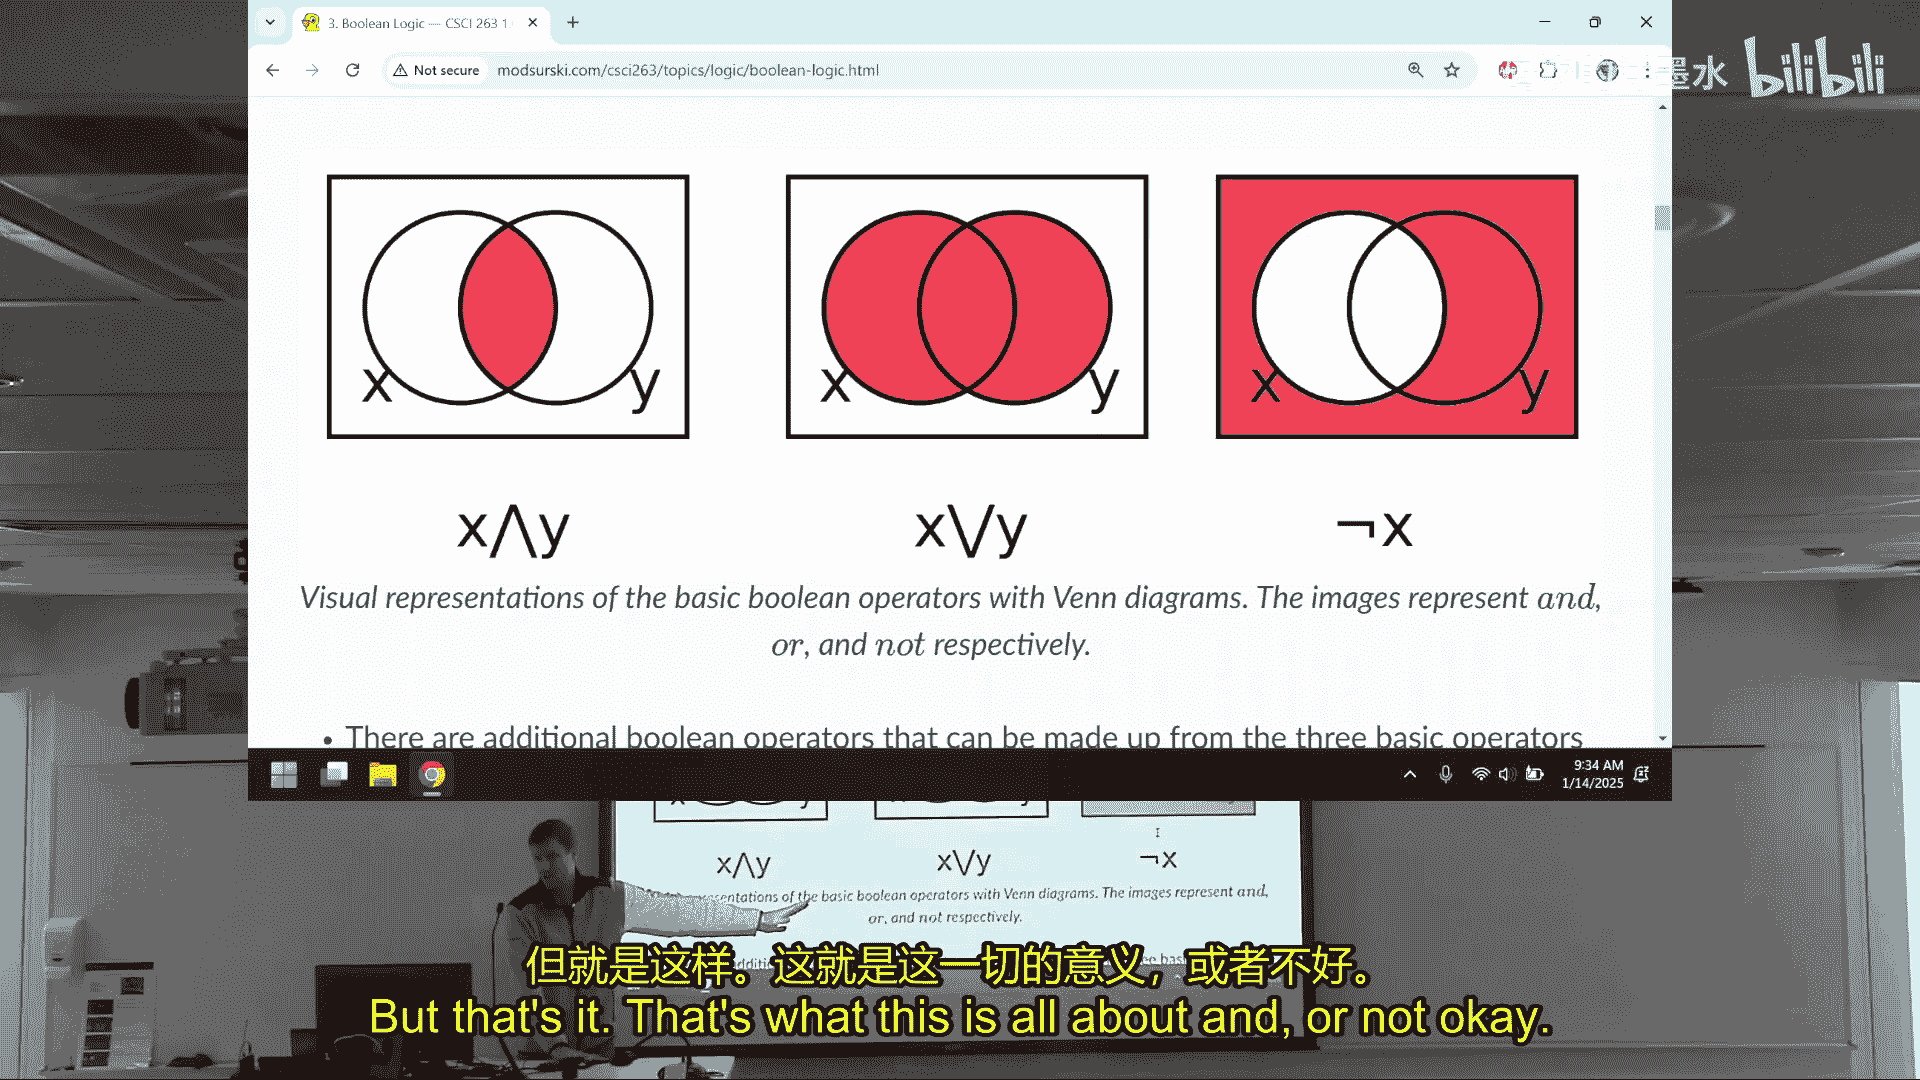 3. Boolean Logic — CSCI 263 1
Not secure
modsurski.com/csci263/topics/logic/boolean-logic.html
墨水 bilibili
x y
x y
x y
x⋀y
x⋁y
¬x
Visual representations of the basic boolean operators with Venn diagrams. The images represent and,
or, and not respectively.
• There are additional boolean operators that can be made up from the three basic operators
9:34 AM
1/14/2025
x⋀y
x⋁y
¬x
entations of the basic boolean operators with Venn diagrams. The images represent and,
or, and not respectively.
但就是这样。这就是这一切的意义，或者不好。
But that's it. That's what this is all about and, or not okay.